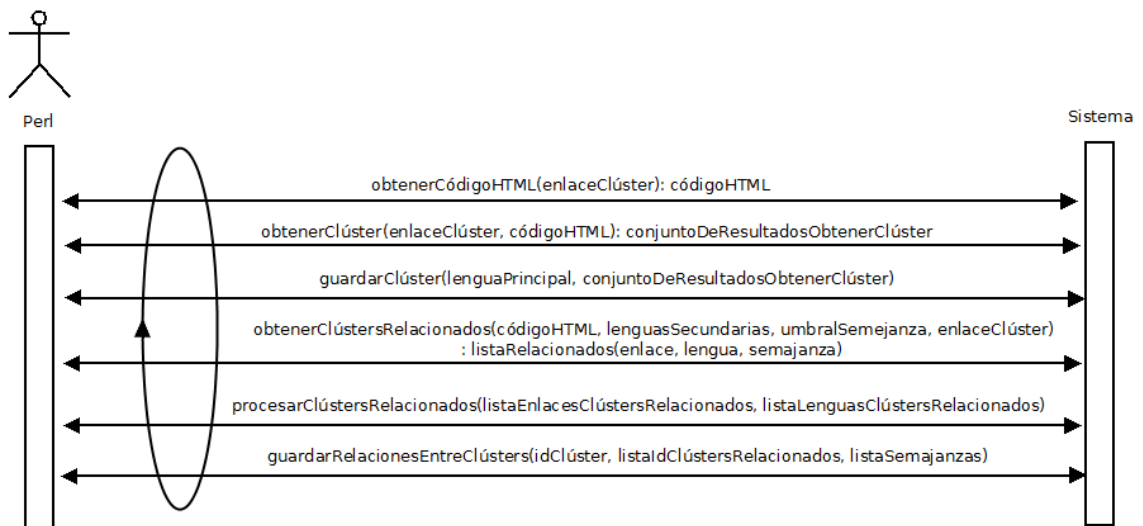 Perl
Sistema
obtenerCódigoHTML(enlaceClúster): códigoHTML
obtenerClúster(enlaceClúster, códigoHTML): conjuntoDeResultadosObtenerClúster
guardarClúster(lenguaPrincipal, conjuntoDeResultadosObtenerClúster)
obtenerClústersRelacionados(códigoHTML, lenguasSecundarias, umbralSemejanza, enlaceClúster)
: listaRelacionados(enlace, lengua, semajanza)
procesarClústersRelacionados(listaEnlacesClústersRelacionados, listaLenguasClústersRelacionados)
guardarRelacionesEntreClústers(idClúster, listaIdClústersRelacionados, listaSemajanzas)